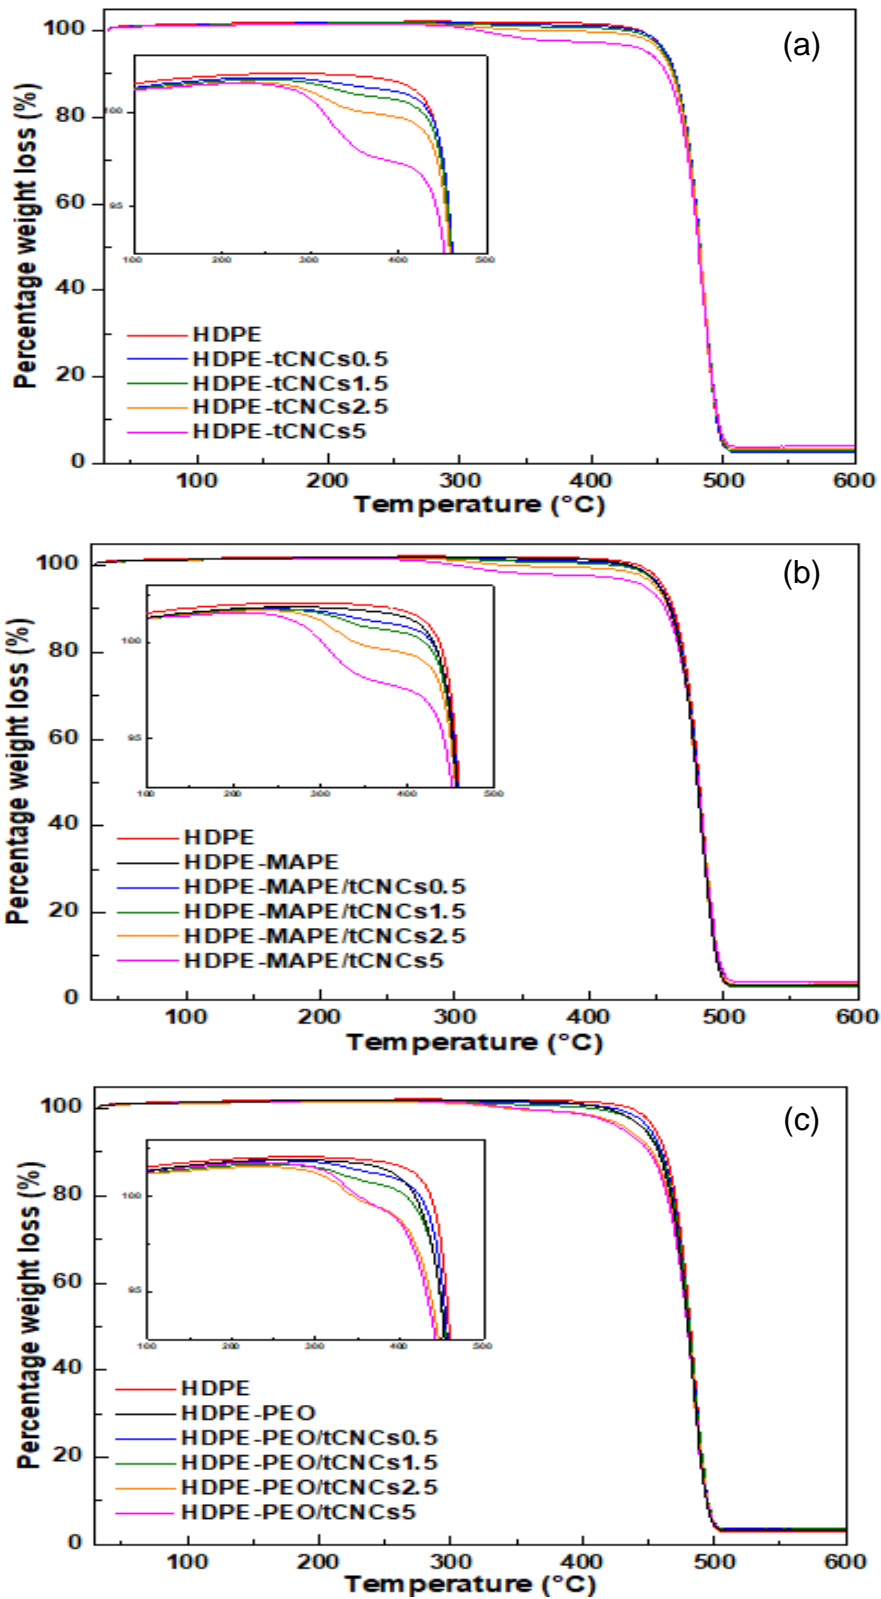 (a)
Percentage weight loss (%)
100
80
60
40
20
0
100
95
100
200
300
400
500
HDPE
HDPE-tCNCs0.5
HDPE-tCNCs1.5
HDPE-tCNCs2.5
HDPE-tCNCs5
100
200
300
400
500
600
Temperature (°C)
(b)
Percentage weight loss (%)
100
80
60
40
20
0
100
95
100
200
300
400
500
HDPE
HDPE-MAPE
HDPE-MAPE/tCNCs0.5
HDPE-MAPE/tCNCs1.5
HDPE-MAPE/tCNCs2.5
HDPE-MAPE/tCNCs5
100
200
300
400
500
600
Temperature (°C)
(c)
Percentage weight loss (%)
100
80
60
40
20
0
100
95
100
200
300
400
500
HDPE
HDPE-PEO
HDPE-PEO/tCNCs0.5
HDPE-PEO/tCNCs1.5
HDPE-PEO/tCNCs2.5
HDPE-PEO/tCNCs5
100
200
300
400
500
600
Temperature (°C)